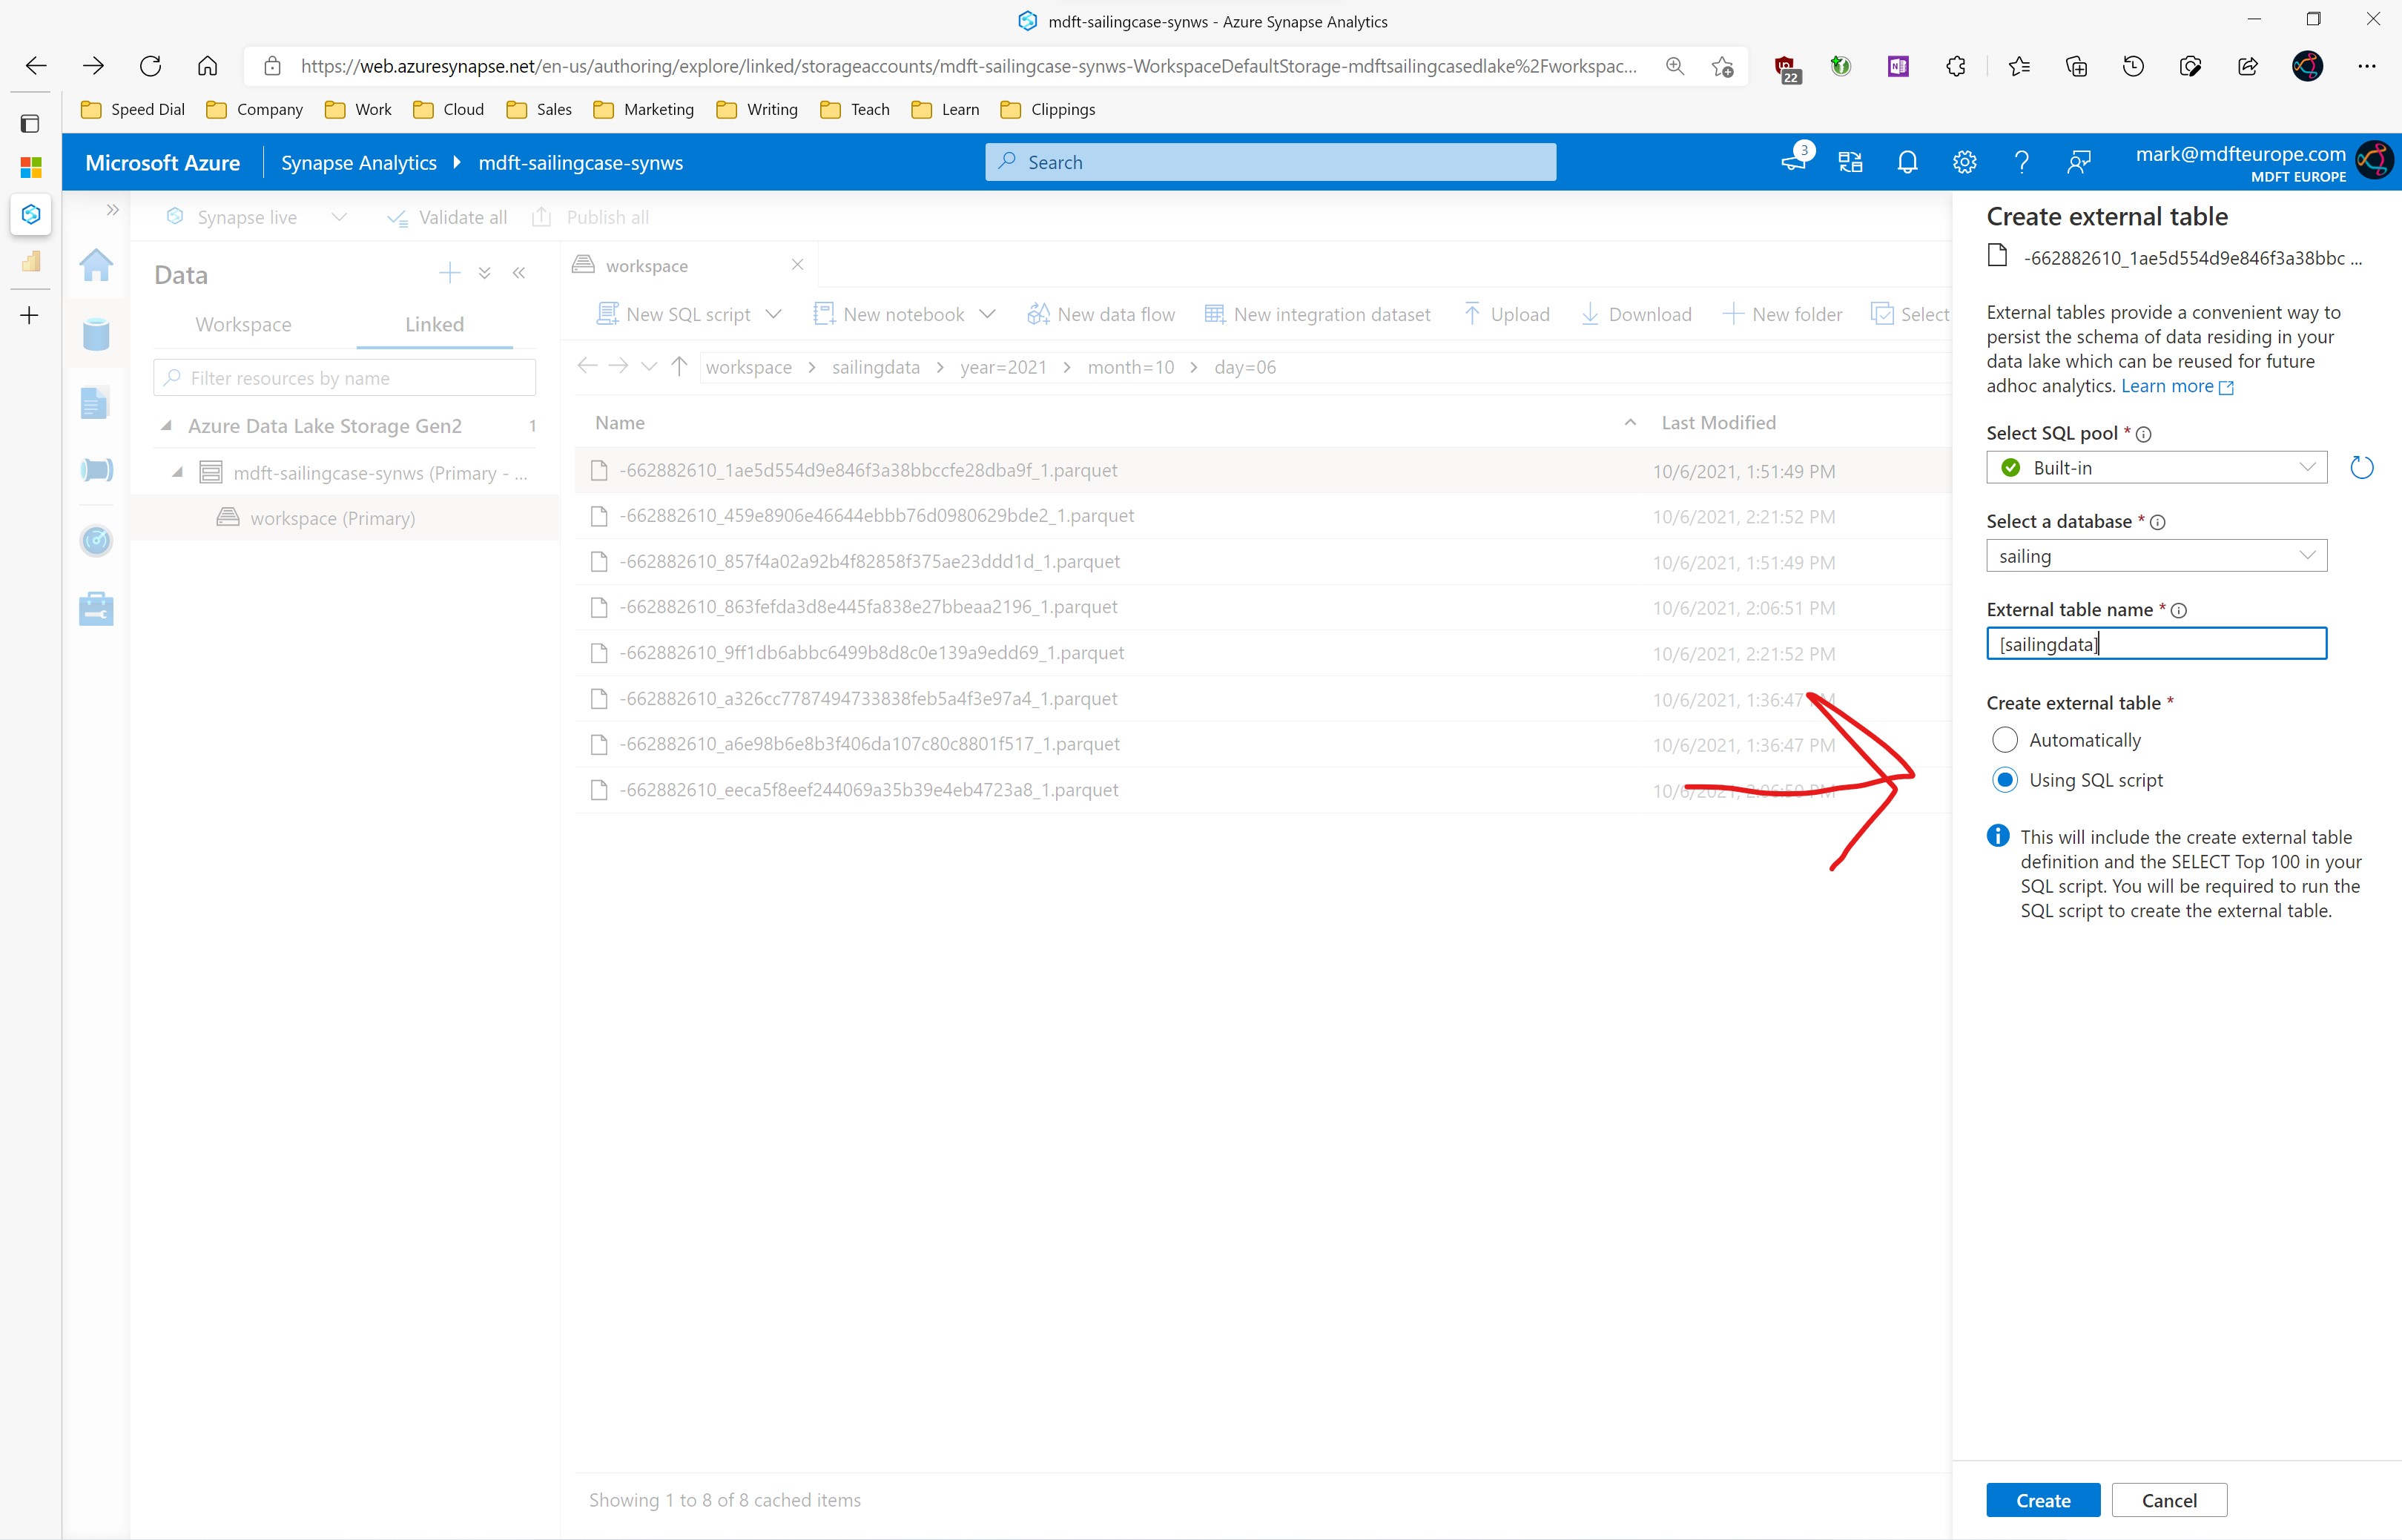 mdft-sailingcase-synws - Azure Synapse Analytics
https://web.azuresynapse.net/en-us/authoring/explore/linked/storageaccounts/mdft-sailingcase-synws-WorkspaceDefaultStorage-mdftsailingcasedlake%2Fworkspac...
22
Speed Dial Company Work Cloud Sales Marketing Writing Teach Learn Clippings
Microsoft Azure Synapse Analytics mdft-sailingcase-synws Search 3 mark@mdfteurope.com
MDFT EUROPE
Synapse live Validate all Publish all
Data
Workspace Linked
Filter resources by name
Azure Data Lake Storage Gen2 1
mdft-sailingcase-synws (Primary - ...
workspace (Primary)
workspace
New SQL script New notebook New data flow New integration dataset Upload Download New folder Select
workspace > sailingdata > year=2021 > month=10 > day=06
Name Last Modified
-662882610_1ae5d554d9e846f3a38bbccfe28dba9f_1.parquet 10/6/2021, 1:51:49 PM
-662882610_459e8906e46644ebbb76d0980629bde2_1.parquet 10/6/2021, 2:21:52 PM
-662882610_857f4a02a92b4f82858f375ae23ddd1d_1.parquet 10/6/2021, 1:51:49 PM
-662882610_863fefda3d8e445fa838e27bbeaa2196_1.parquet 10/6/2021, 2:06:51 PM
-662882610_9ff1db6abbc6499b8d8c0e139a9edd69_1.parquet 10/6/2021, 2:21:52 PM
-662882610_a326cc7787494733838feb5a4f3e97a4_1.parquet 10/6/2021, 1:36:47 PM
-662882610_a6e98b6e8b3f406da107c80c8801f517_1.parquet 10/6/2021, 1:36:47 PM
-662882610_eeca5f8eef244069a35b39e4eb4723a8_1.parquet 10/6/2021, 2:06:50 PM
Showing 1 to 8 of 8 cached items
Create external table
-662882610_1ae5d554d9e846f3a38bbc ...
External tables provide a convenient way to
persist the schema of data residing in your
data lake which can be reused for future
adhoc analytics. Learn more
Select SQL pool *
Built-in
Select a database *
sailing
External table name *
[sailingdata]
Create external table *
Automatically
Using SQL script
This will include the create external table
definition and the SELECT Top 100 in your
SQL script. You will be required to run the
SQL script to create the external table.
Create Cancel